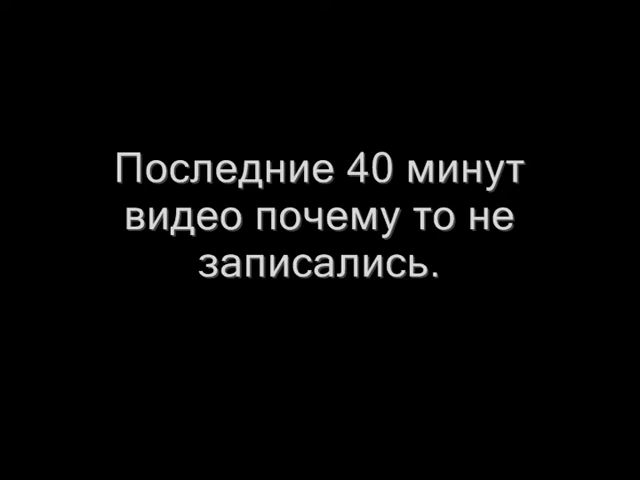 Последние 40 минут
видео почему то не
записались.